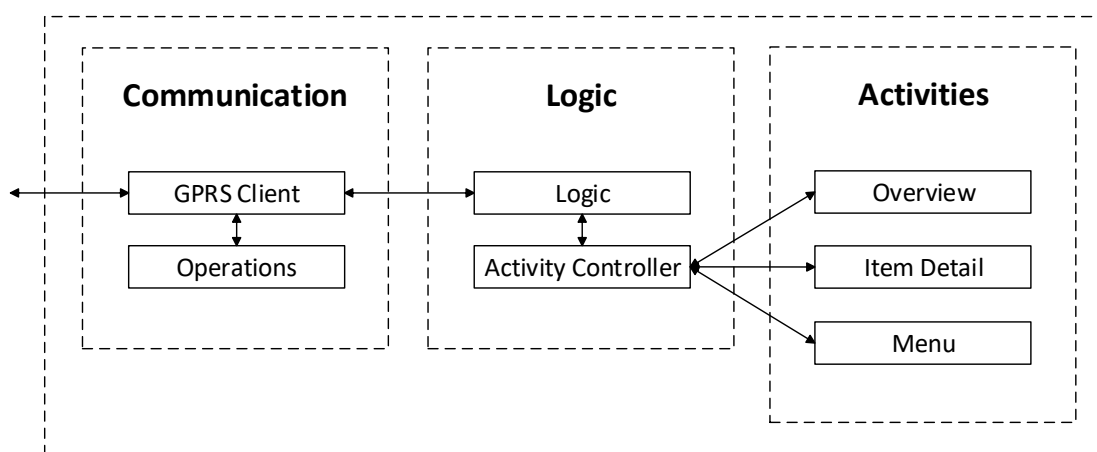 Communication
GPRS Client
Operations
Logic
Logic
Activity Controller
Activities
Overview
Item Detail
Menu